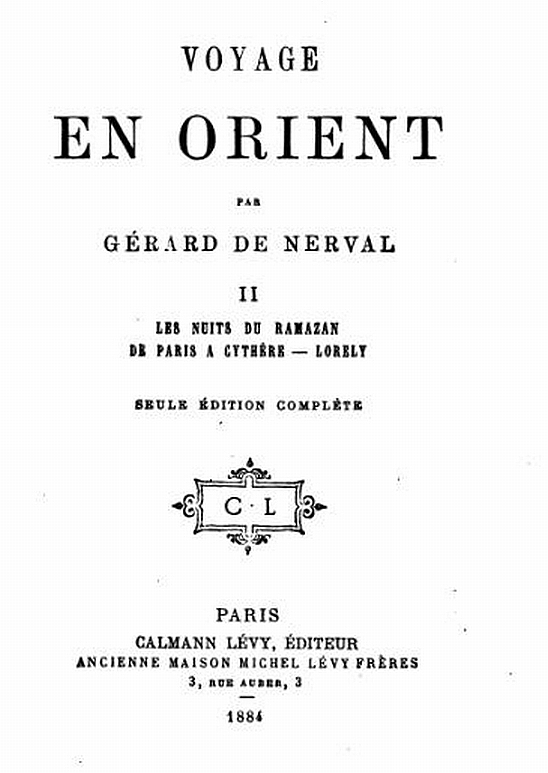 VOYAGE
EN ORIENT
PAR
GÉRARD DE NERVAL
II
LES NUITS DU RAMAZAN
DE PARIS A CYTHÈRE — LORELY
SEULE ÉDITION COMPLÈTE
C · L
PARIS
CALMANN LÉVY, ÉDITEUR
ANCIENNE MAISON MICHEL LÉVY FRÈRES
3, RUE AUBER, 3
1884